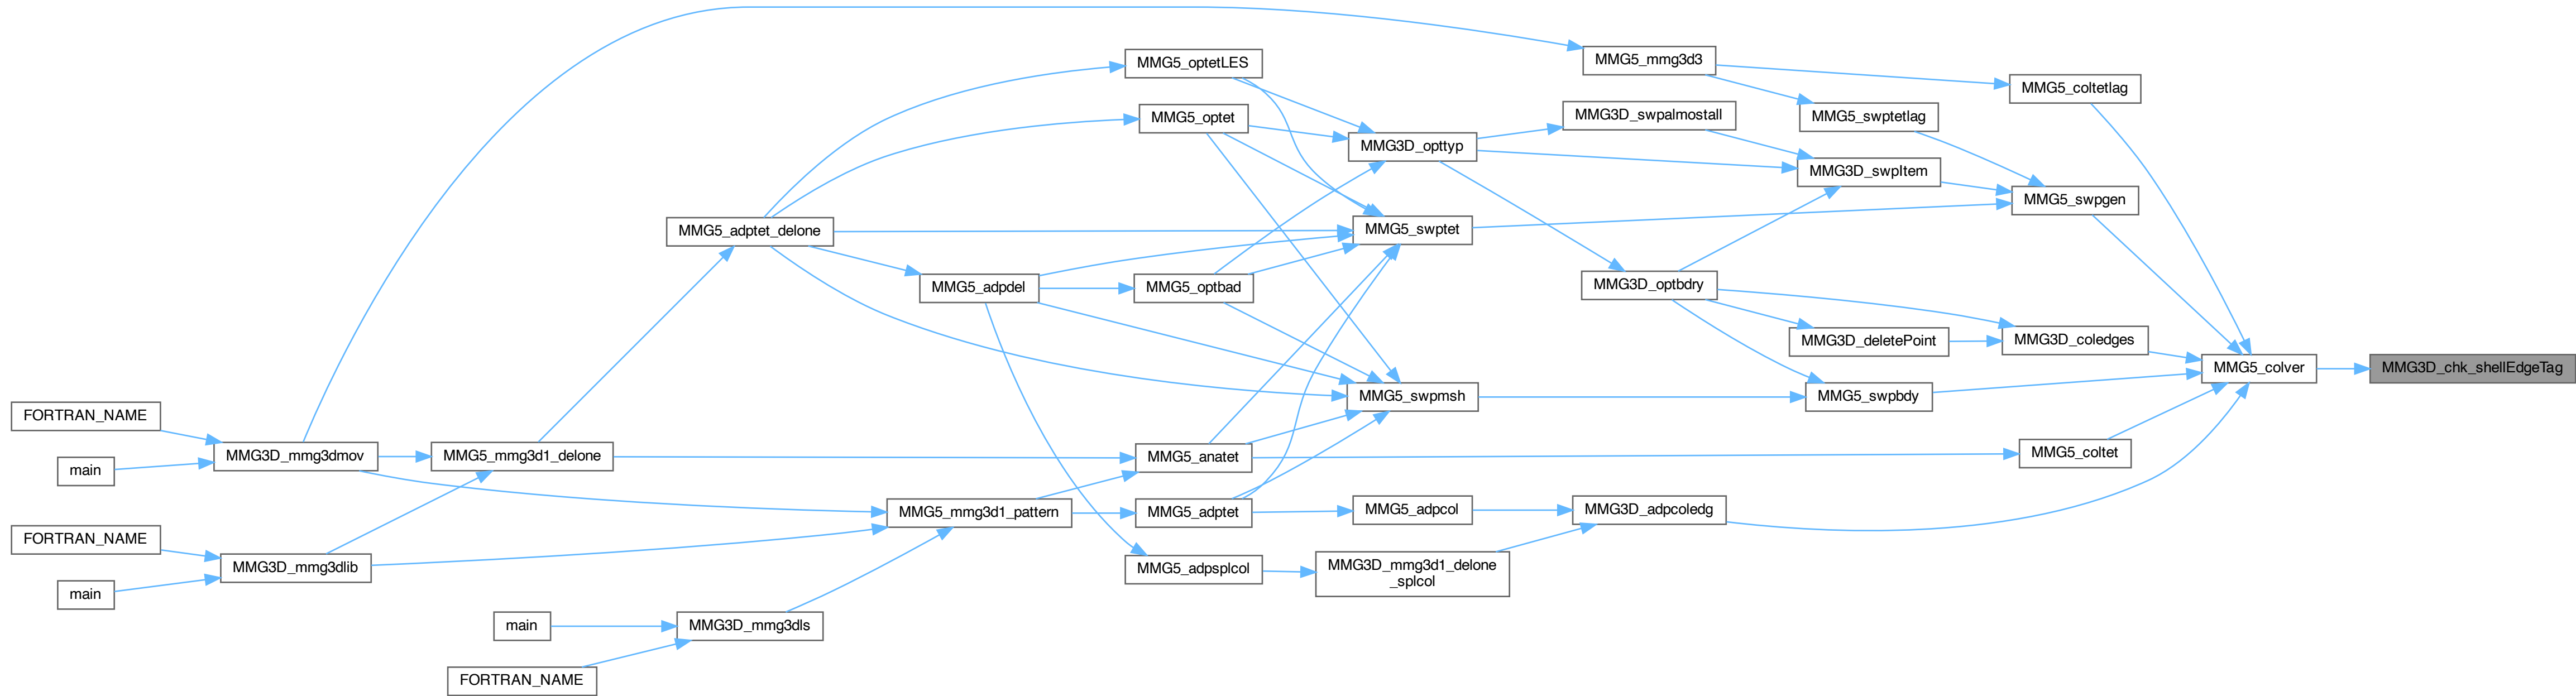 MMG5_mmg3d3
MMG5_optetLES
MMG5_coltetlag
MMG5_optet
MMG3D_swpalmostall
MMG5_swptetlag
MMG3D_opttyp
MMG3D_swpItem
MMG5_swpgen
MMG5_adptet_delone
MMG5_swptet
MMG5_adpdel
MMG5_optbad
MMG3D_optbdry
MMG3D_deletePoint
MMG3D_coledges
MMG5_colver
MMG3D_chk_shellEdgeTag
MMG5_swpmsh
MMG5_swpbdy
FORTRAN_NAME
main
MMG3D_mmg3dmov
MMG5_mmg3d1_delone
MMG5_anatet
MMG5_coltet
MMG5_mmg3d1_pattern
MMG5_adptet
MMG5_adpcol
MMG3D_adpcoledg
FORTRAN_NAME
main
MMG3D_mmg3dlib
MMG5_adpsplcol
MMG3D_mmg3d1_delone
_splcol
main
MMG3D_mmg3dls
FORTRAN_NAME